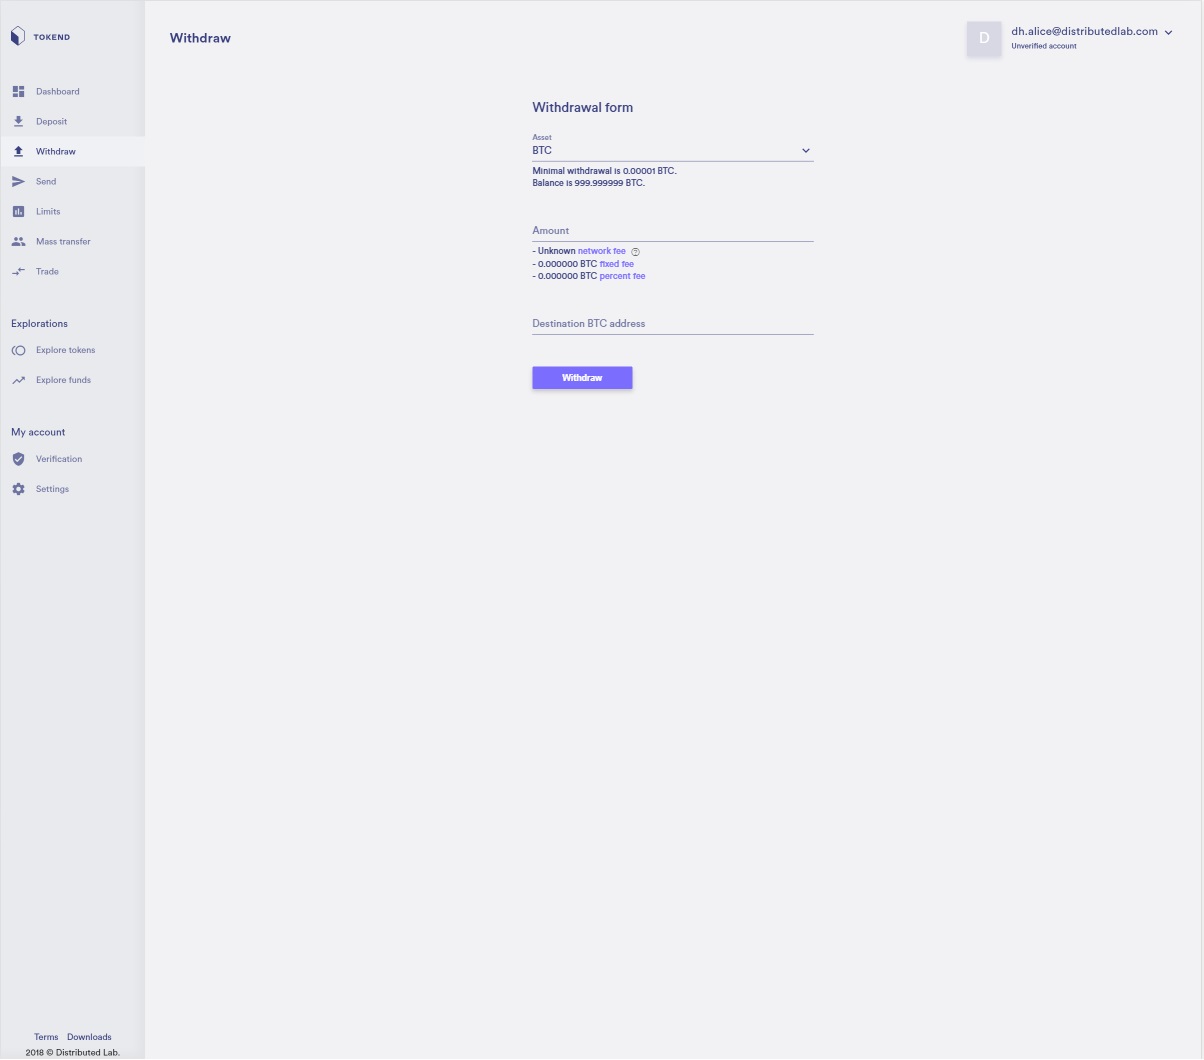 TOKEND
Withdraw
D
dh.alice@distributedlab.com
Unverified account
Dashboard
Deposit
Withdraw
Send
Limits
Mass transfer
Trade
Explorations
Explore tokens
Explore funds
My account
Verification
Settings
Withdrawal form
Asset
BTC
Minimal withdrawal is 0.00001 BTC.
Balance is 999.999999 BTC.
Amount
- Unknown network fee ?
- 0.000000 BTC fixed fee
- 0.000000 BTC percent fee
Destination BTC address
Withdraw
Terms Downloads
2018 © Distributed Lab.